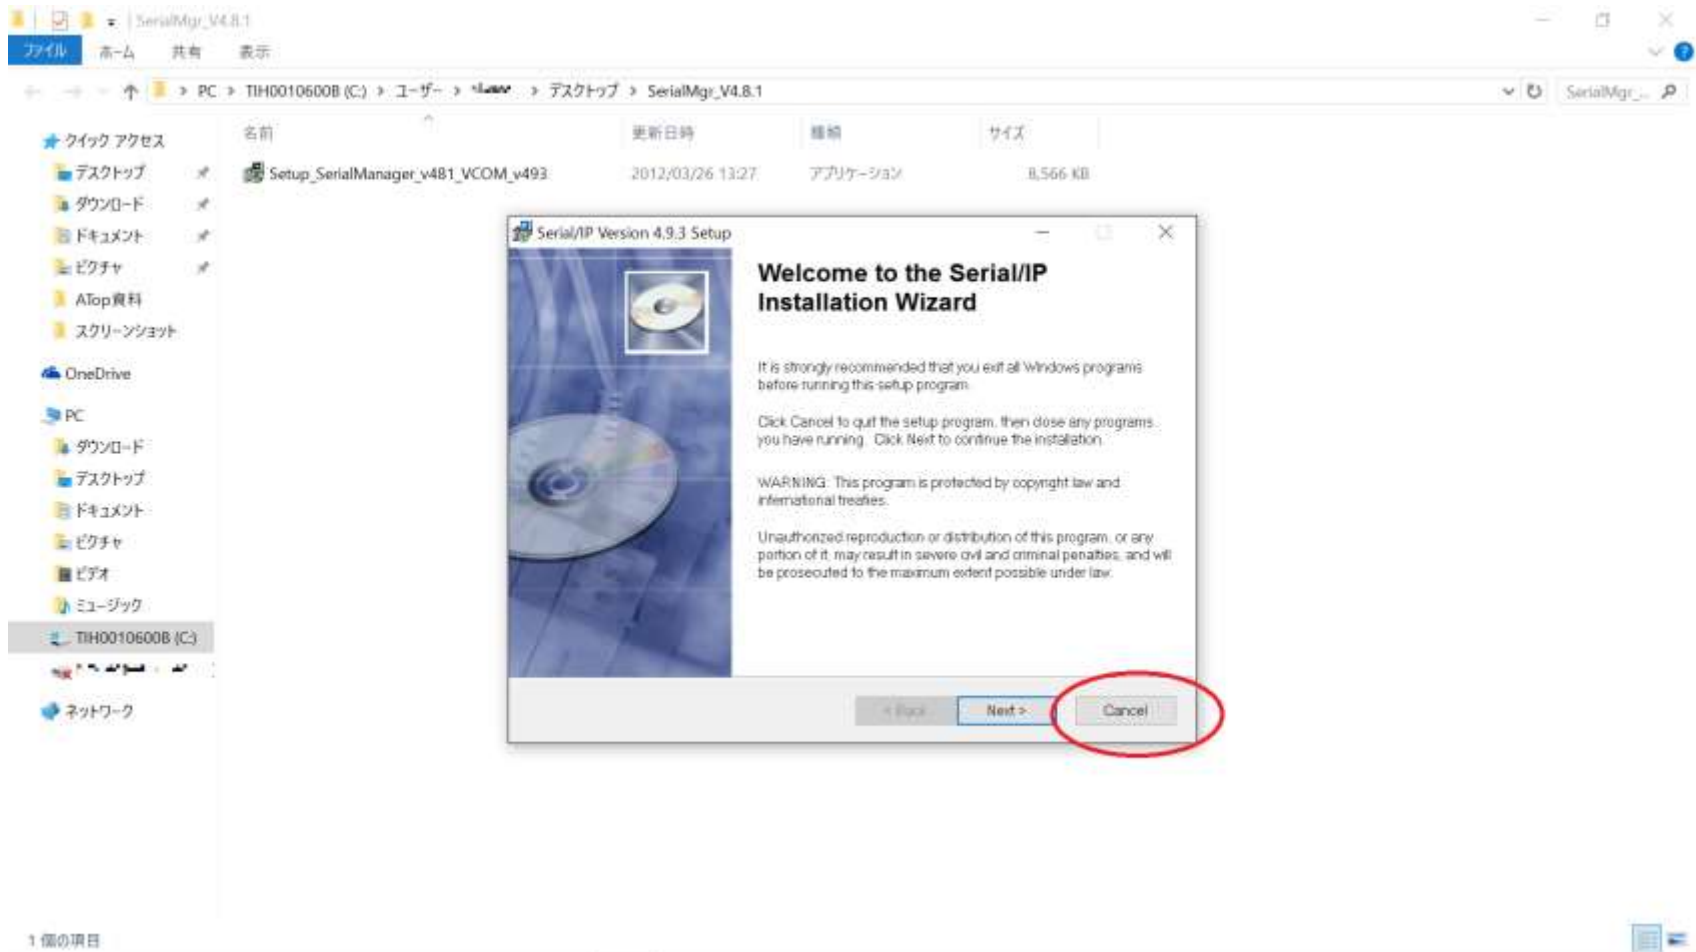 SerialMgr_V4.8.1
ファイル ホーム 共有 表示
PC > TIH0010600B (C:) > ユーザー > > デスクトップ > SerialMgr_V4.8.1
SerialMgr_...
名前 更新日時 種類 サイズ
Setup_SerialManager_v481_VCOM_v493 2012/03/26 13:27 アプリケーション 8,566 KB
クイック アクセス
デスクトップ
ダウンロード
ドキュメント
ピクチャ
ATop資料
スクリーンショット
OneDrive
PC
ダウンロード
デスクトップ
ドキュメント
ピクチャ
ビデオ
ミュージック
TIH0010600B (C:)
ネットワーク
Serial/IP Version 4.9.3 Setup
Welcome to the Serial/IP
Installation Wizard
It is strongly recommended that you exit all Windows programs
before running this setup program.
Click Cancel to quit the setup program, then close any programs
you have running. Click Next to continue the installation.
WARNING: This program is protected by copyright law and
international treaties.
Unauthorized reproduction or distribution of this program, or any
portion of it, may result in severe civil and criminal penalties, and will
be prosecuted to the maximum extent possible under law.
< Back Next > Cancel
1 個の項目